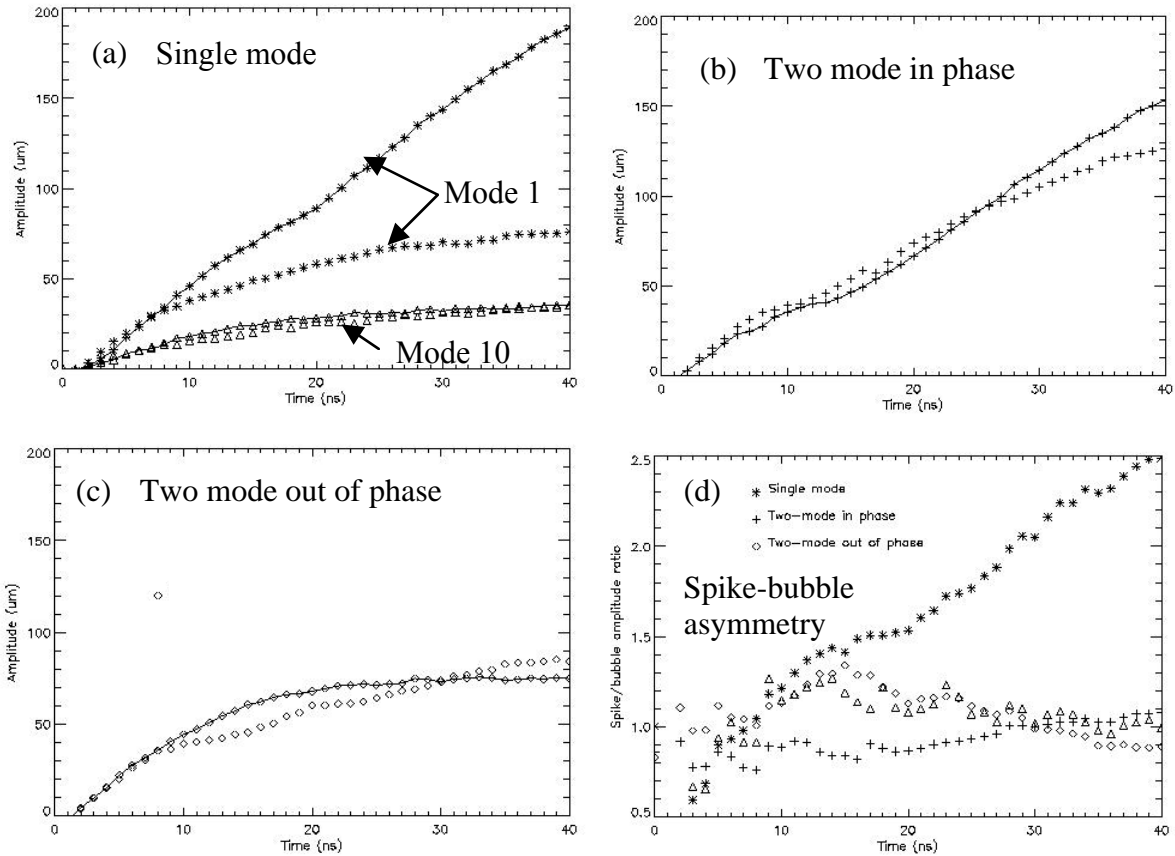 (a) Single mode
Mode 1
Mode 10
Amplitude (um)
200
150
100
50
0
0 10 20 30 40
Time (ns)
(b) Two mode in phase
Amplitude (um)
200
150
100
50
0
0 10 20 30 40
Time (ns)
(c) Two mode out of phase
Amplitude (um)
200
150
100
50
0
0 10 20 30 40
Time (ns)
(d)
Single mode
Two-mode in phase
Two-mode out of phase
Spike-bubble
asymmetry
Spike/bubble amplitude ratio
2.5
2.0
1.5
1.0
0.5
0 10 20 30 40
Time (ns)